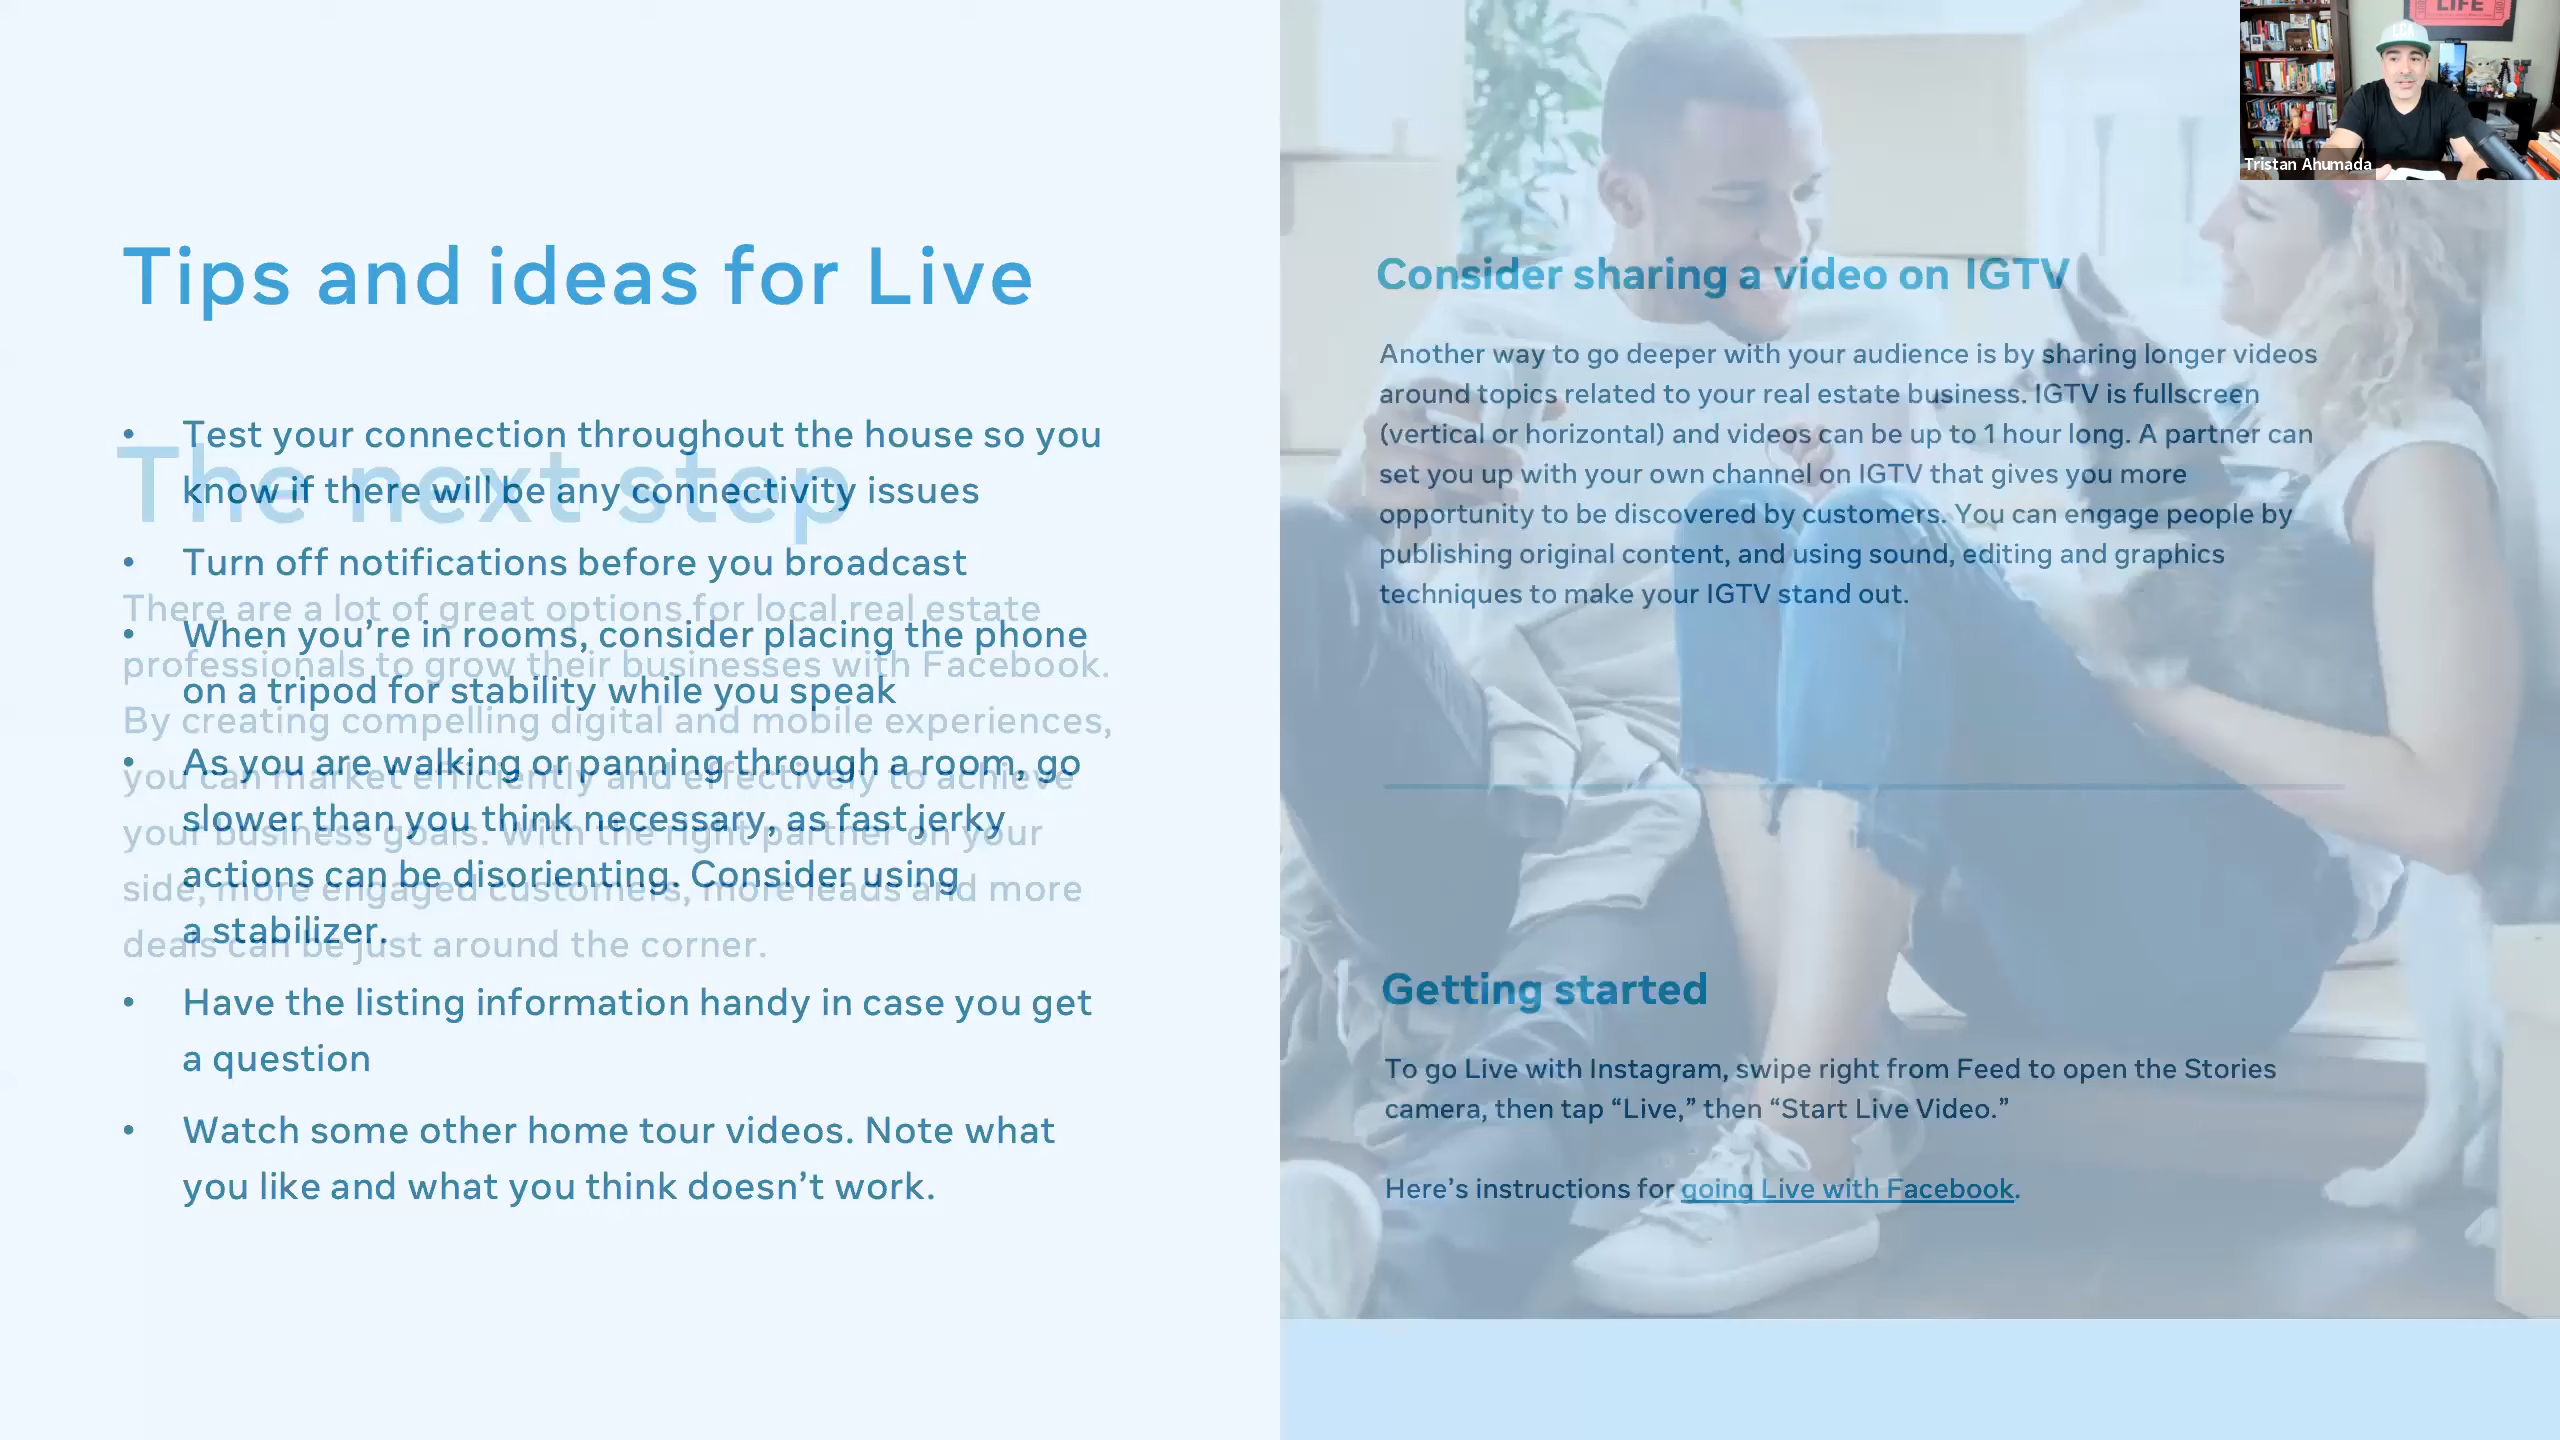 Tips and ideas for Live
• Test your connection throughout the house so you
know if there will be any connectivity issues
• Turn off notifications before you broadcast
• When you’re in rooms, consider placing the phone
on a tripod for stability while you speak
• As you are walking or panning through a room, go
slower than you think necessary, as fast jerky
actions can be disorienting. Consider using
a stabilizer.
• Have the listing information handy in case you get
a question
• Watch some other home tour videos. Note what
you like and what you think doesn’t work.
The next step
There are a lot of great options for local real estate
professionals to grow their businesses with Facebook.
By creating compelling digital and mobile experiences,
you can market efficiently and effectively to achieve
your business goals. With the right partner on your
side, more engaged customers, more leads and more
deals can be just around the corner.
Consider sharing a video on IGTV
Another way to go deeper with your audience is by sharing longer videos
around topics related to your real estate business. IGTV is fullscreen
(vertical or horizontal) and videos can be up to 1 hour long. A partner can
set you up with your own channel on IGTV that gives you more
opportunity to be discovered by customers. You can engage people by
publishing original content, and using sound, editing and graphics
techniques to make your IGTV stand out.
Getting started
To go Live with Instagram, swipe right from Feed to open the Stories
camera, then tap “Live,” then “Start Live Video.”
Here’s instructions for going Live with Facebook.
LIFE
Tristan Ahumada